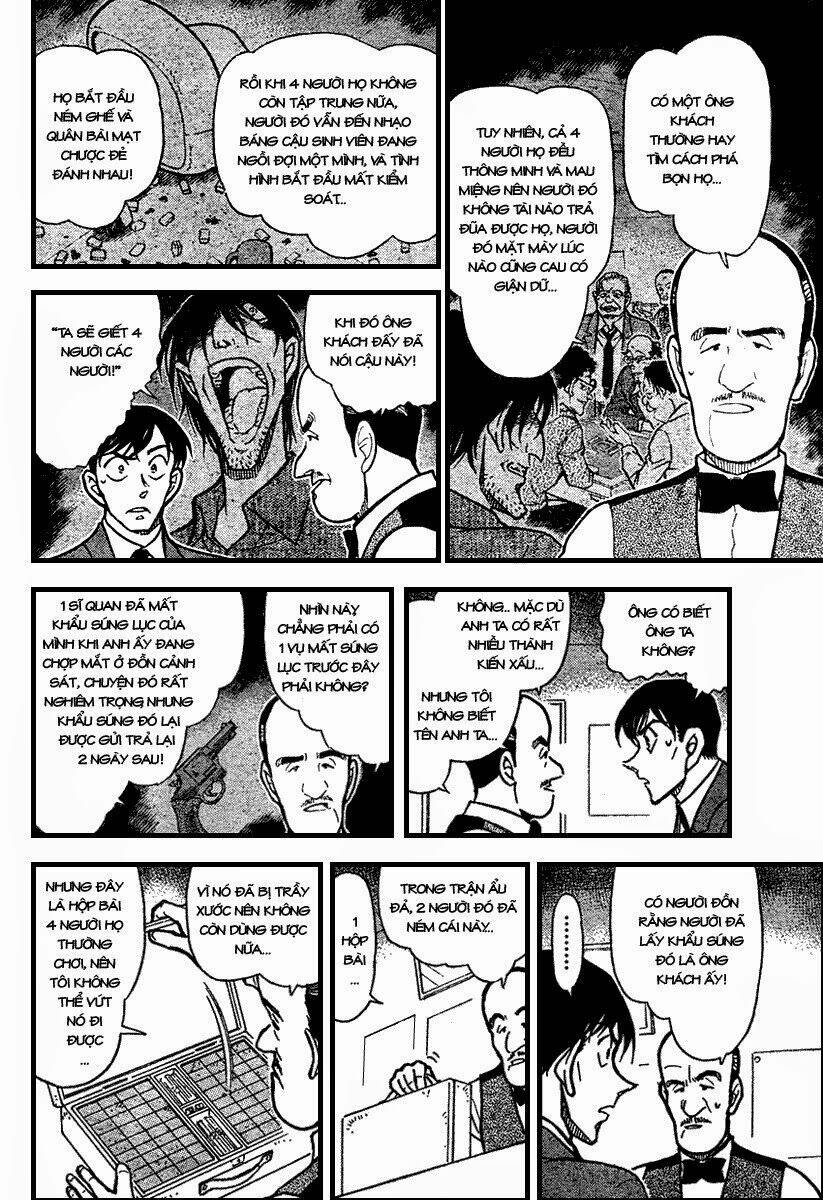 CÓ MỘT ÔNG
KHÁCH
THƯỜNG HAY
TÌM CÁCH PHÁ
BỌN HỌ...
TUY NHIÊN, CẢ 4
NGƯỜI HỌ ĐỀU
THÔNG MINH VÀ MAU
MIỆNG NÊN NGƯỜI ĐÓ
KHÔNG TÀI NÀO TRẢ
ĐŨA ĐƯỢC HỌ, NGƯỜI
ĐÓ MẶT MÀY LÚC
NÀO CŨNG CAU CÓ
GIẬN DỮ...
RỒI KHI 4 NGƯỜI HỌ KHÔNG
CÒN TẬP TRUNG NỮA,
NGƯỜI ĐÓ VẪN ĐẾN NHẠO
BÁNG CẬU SINH VIÊN ĐANG
NGỒI ĐỢI MỘT MÌNH, VÀ TÌNH
HÌNH BẮT ĐẦU MẤT KIỂM
SOÁT..
HỌ BẮT ĐẦU
NÉM GHẾ VÀ
QUÂN BÀI MẠT
CHƯỢC ĐẺ
ĐÁNH NHAU!
KHI ĐÓ ÔNG
KHÁCH ĐẤY ĐÃ
NÓI CẬU NÀY!
"TA SẼ GIẾT 4
NGƯỜI CÁC
NGƯỜI!"
ÔNG CÓ BIẾT
ÔNG TA
KHÔNG?
KHÔNG.. MẶC DÙ
ANH TA CÓ RẤT
NHIỀU THÀNH
KIẾN XẤU...
NHƯNG TÔI
KHÔNG BIẾT
TÊN ANH TA...
NHÌN NÀY,
CHẲNG PHẢI CÓ
1 VỤ MẤT SÚNG
LỤC TRƯỚC ĐÂY
PHẢI KHÔNG?
1 SĨ QUAN ĐÃ MẤT
KHẨU SÚNG LỤC CỦA
MÌNH KHI ANH ẤY ĐANG
CHỢP MẮT Ở ĐỒN CẢNH
SÁT, CHUYỆN ĐÓ RẤT
NGHIÊM TRỌNG NHƯNG
KHẨU SÚNG ĐÓ LẠI
ĐƯỢC GỬI TRẢ LẠI
2 NGÀY SAU!
CÓ NGƯỜI ĐỒN
RẰNG NGƯỜI ĐÃ
LẤY KHẨU SÚNG
ĐÓ LÀ ÔNG
KHÁCH ẤY!
.........
TRONG TRẬN ẨU
ĐẢ, 2 NGƯỜI ĐÓ ĐÃ
NÉM CÁI NÀY..
1
HỘP
BÀI
...
VÌ NÓ ĐÃ BỊ TRẦY
XƯỚC NÊN KHÔNG
CÒN DÙNG ĐƯỢC
NỮA...
NHƯNG ĐÂY
LÀ HỘP BÀI
4 NGƯỜI HỌ
THƯỜNG
CHƠI, NÊN
TÔI KHÔNG
THỂ VỨT
NÓ ĐI
ĐƯỢC
...